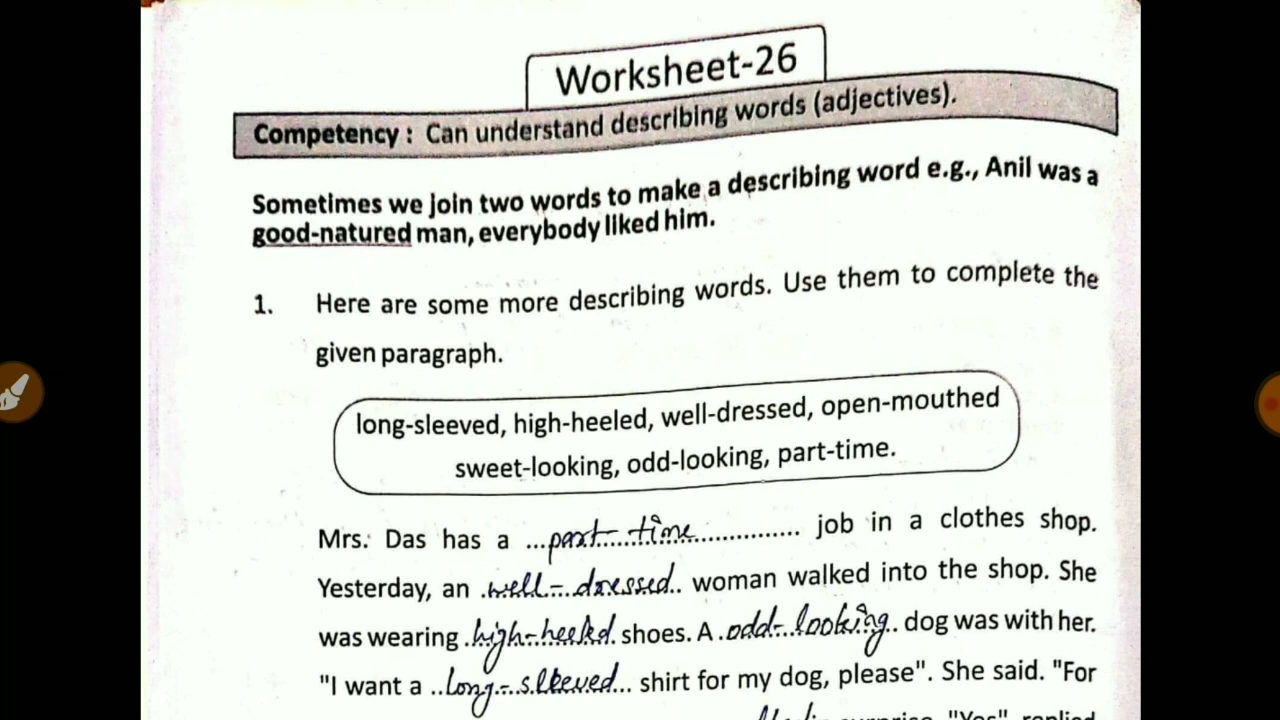 Worksheet-26
Competency : Can understand describing words (adjectives).
Sometimes we join two words to make a describing word e.g., Anil was a
good-natured man, everybody liked him.
1. Here are some more describing words. Use them to complete the
given paragraph.
long-sleeved, high-heeled, well-dressed, open-mouthed
sweet-looking, odd-looking, part-time.
Mrs. Das has a ...part-time............ job in a clothes shop.
Yesterday, an .well-dressed.. woman walked into the shop. She
was wearing .high-heeled. shoes. A .odd-looking. dog was with her.
"I want a ..long-sleeved... shirt for my dog, please". She said. "For
surprise. "Yes" replied